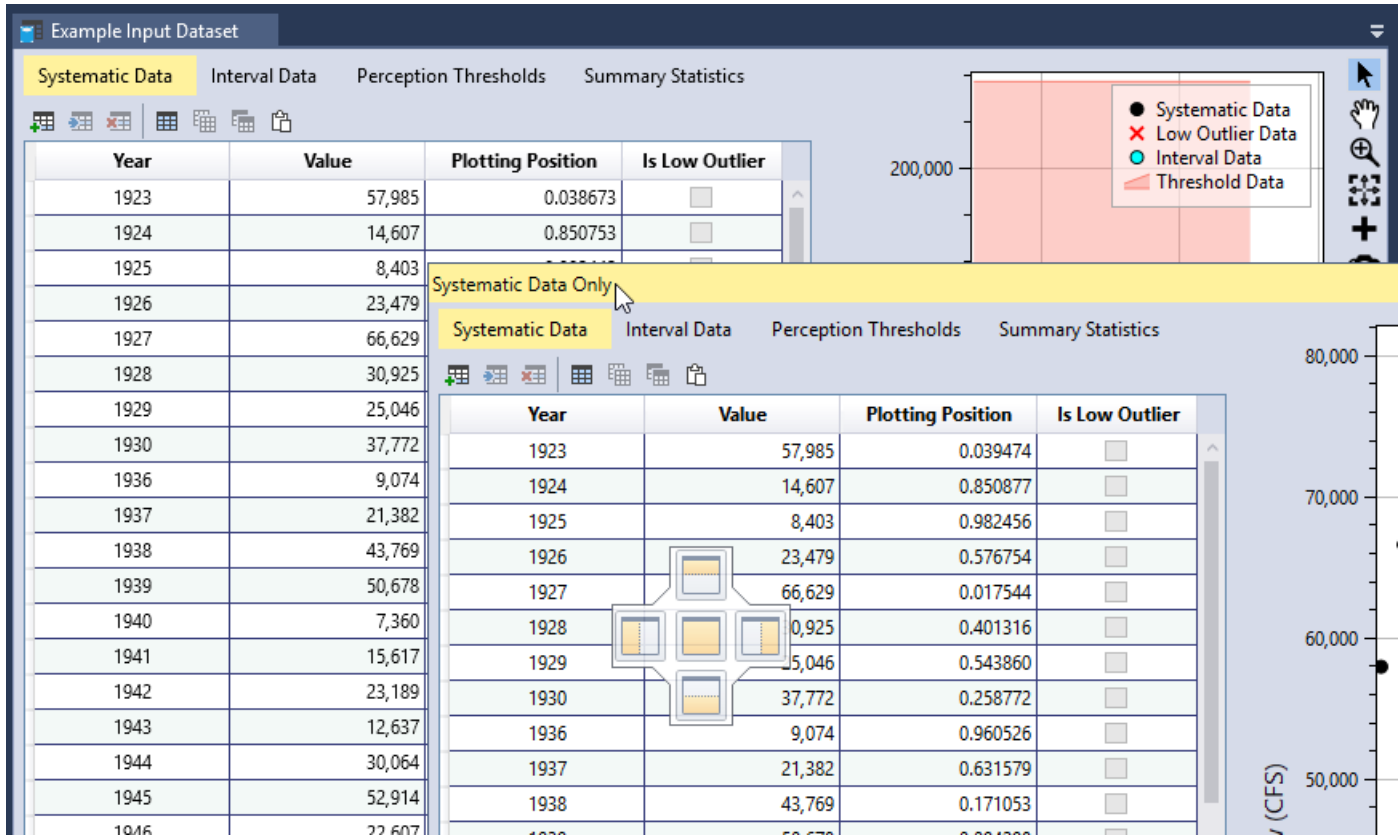 Example Input Dataset
Systematic Data Interval Data Perception Thresholds Summary Statistics
Year Value Plotting Position Is Low Outlier
1923 57,985 0.038673
1924 14,607 0.850753
1925 8,403
1926 23,479
1927 66,629
1928 30,925
1929 25,046
1930 37,772
1936 9,074
1937 21,382
1938 43,769
1939 50,678
1940 7,360
1941 15,617
1942 23,189
1943 12,637
1944 30,064
1945 52,914
1946 22,607
200,000
Systematic Data
Low Outlier Data
Interval Data
Threshold Data
Systematic Data Only
Systematic Data Interval Data Perception Thresholds Summary Statistics
Year Value Plotting Position Is Low Outlier
1923 57,985 0.039474
1924 14,607 0.850877
1925 8,403 0.982456
1926 23,479 0.576754
1927 66,629 0.017544
1928 0,925 0.401316
1929 5,046 0.543860
1930 37,772 0.258772
1936 9,074 0.960526
1937 21,382 0.631579
1938 43,769 0.171053
80,000
70,000
60,000
50,000
(CFS)